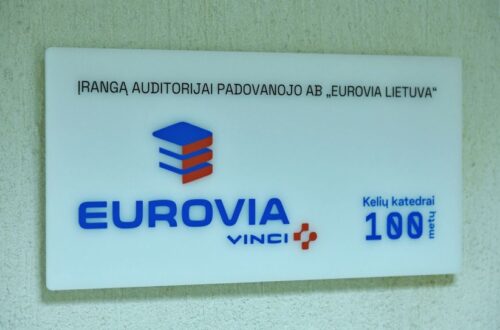 ĮRANGĄ AUDITORIJAI PADOVANOJO AB „EUROVIA LIETUVA“
EUROVIA
VINCI
Kelių katedrai
100 metų